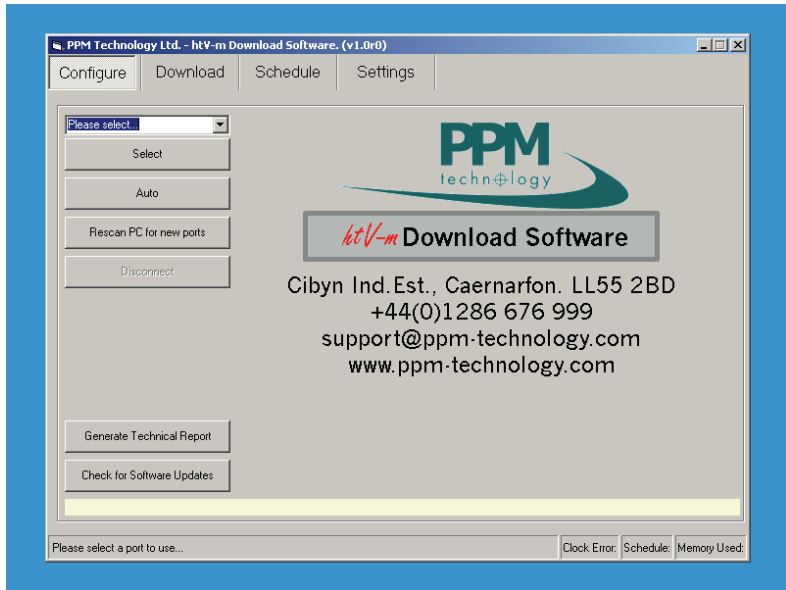 PPM Technology Ltd. - htV-m Download Software. (v1.0r0)
Configure Download Schedule Settings
Please select...
Select
Auto
Rescan PC for new ports
Disconnect
Generate Technical Report
Check for Software Updates
PPM
technology
htV-m Download Software
Cibyn Ind.Est., Caernarfon. LL55 2BD
+44(0)1286 676 999
support@ppm-technology.com
www.ppm-technology.com
Please select a port to use...
Clock Error: Schedule: Memory Used: